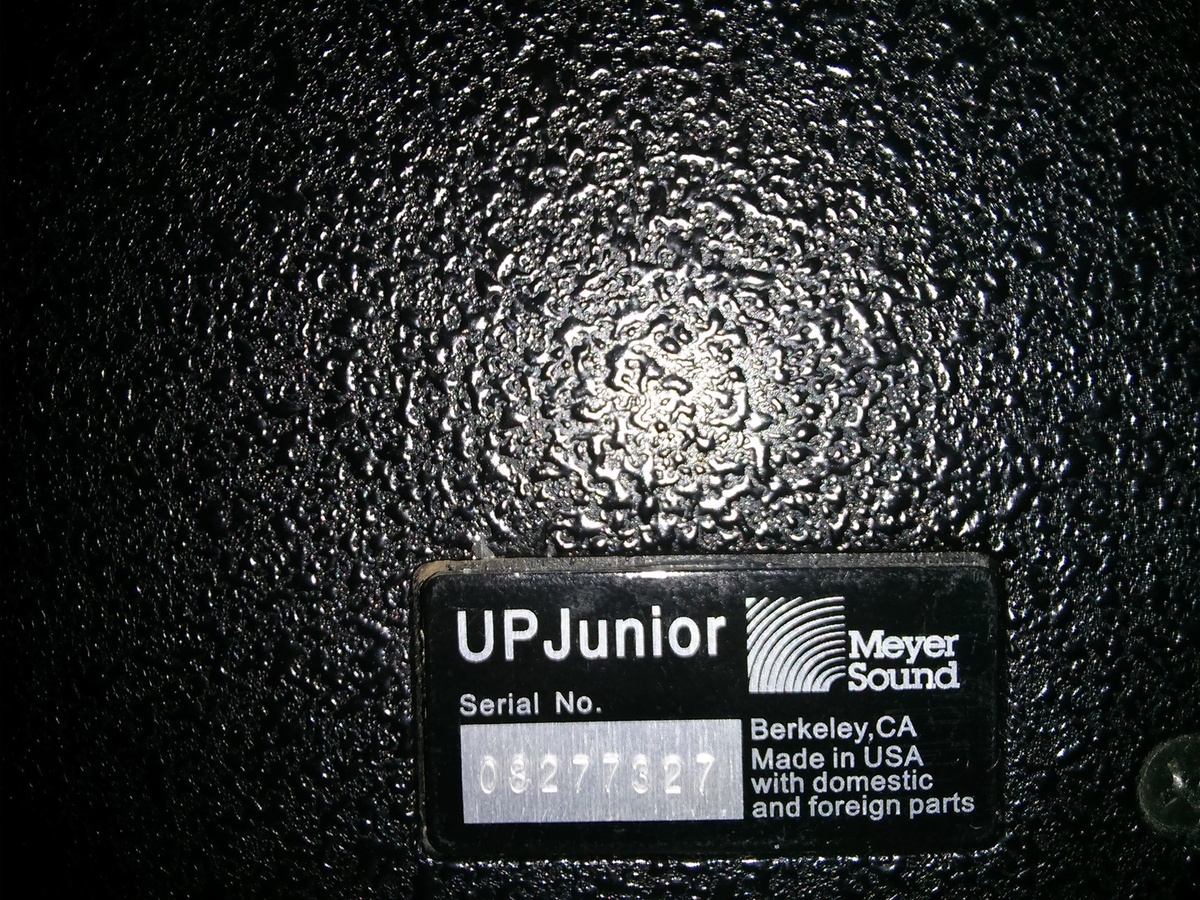 UPJunior
Meyer
Sound
Serial No.
08277327
Berkeley,CA
Made in USA
with domestic
and foreign parts